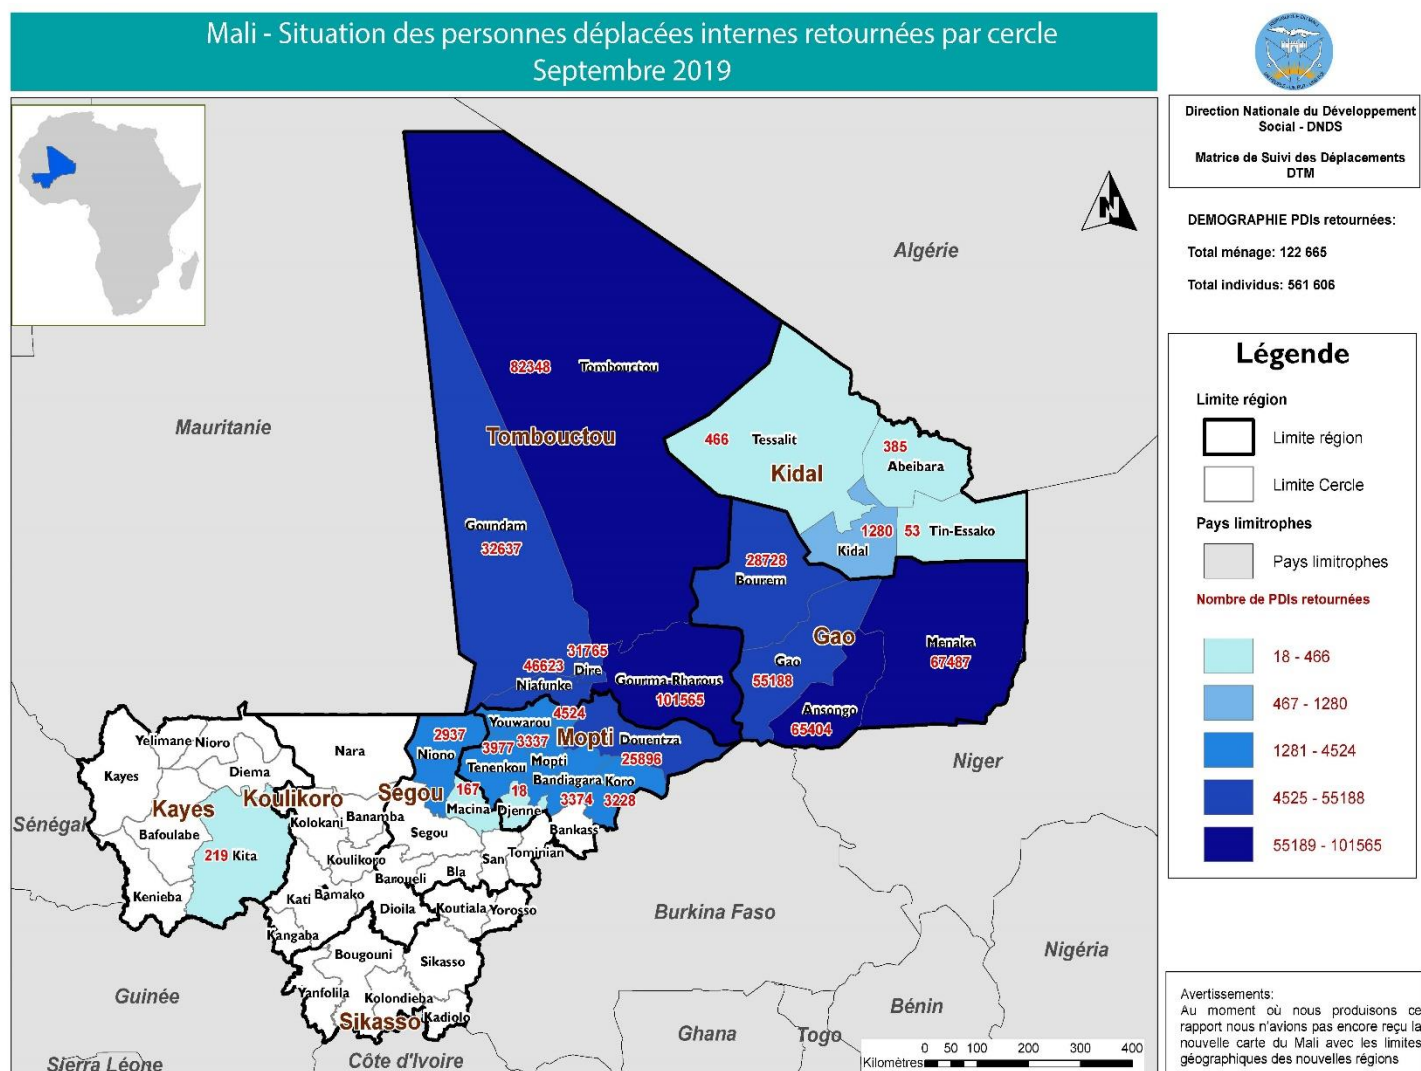 Mali - Situation des personnes déplacées internes retournées par cercle
Septembre 2019
Direction Nationale du Développement
Social - DNDS
Matrice de Suivi des Déplacements
DTM
DEMOGRAPHIE PDIs retournées:
Total ménage: 122 665
Total individus: 561 606
Légende
Limite région
Limite région
Limite Cercle
Pays limitrophes
Pays limitrophes
Nombre de PDIs retournées
18 - 466
467 - 1280
1281 - 4524
4525 - 55188
55189 - 101565
Avertissements:
Au moment où nous produisons ce
rapport nous n'avions pas encore reçu la
nouvelle carte du Mali avec les limites
géographiques des nouvelles régions
N
Algérie
Mauritanie
82348 Tombouctou
Tombouctou
466 Tessalit
385
Abeibara
Kidal
Goundam
32637
1280
Kidal
53 Tin-Essako
28728
Bourem
Gao
Menaka
67487
31765
Dire
46623
Niafunke
Gao
55188
Gourma-Rharous
101565
Ansongo
65404
4524
Youwarou
Mopti
Douentza
25896
2937
Niono
3977
3337
Tenenkou
Mopti
Bandiagara
Koro
3374
3228
167
Macina
18
Djenne
Bankass
Nara
Yelimane
Nioro
Kayes
Diema
Kayes
Koulikoro
Ségou
Bafoulabe
219 Kita
Kenieba
Kolokani
Banamba
Koulikoro
Segou
San
Tominian
Bla
Baroueli
Kati
Bamako
Dioila
Koutiala
Yorosso
Kangaba
Bougouni
Sikasso
Yanfolila
Kolondieba
Kadiolo
Sikasso
Sénégal
Guinée
Sierra Léone
Côte d'Ivoire
Burkina Faso
Ghana
Togo
Bénin
Niger
Nigéria
Kilomètres
0 50 100 200 300 400